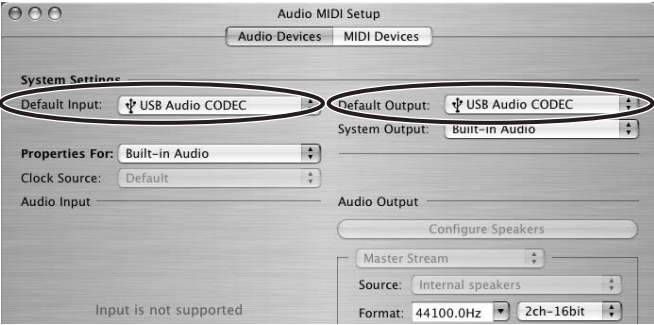 Audio MIDI Setup
Audio Devices MIDI Devices
System Settings
Default Input: USB Audio CODEC Default Output: USB Audio CODEC
System Output: Built-in Audio
Properties For: Built-in Audio
Clock Source: Default
Audio Input Audio Output
Configure Speakers
Master Stream
Source: Internal speakers
Input is not supported Format: 44100.0Hz 2ch-16bit